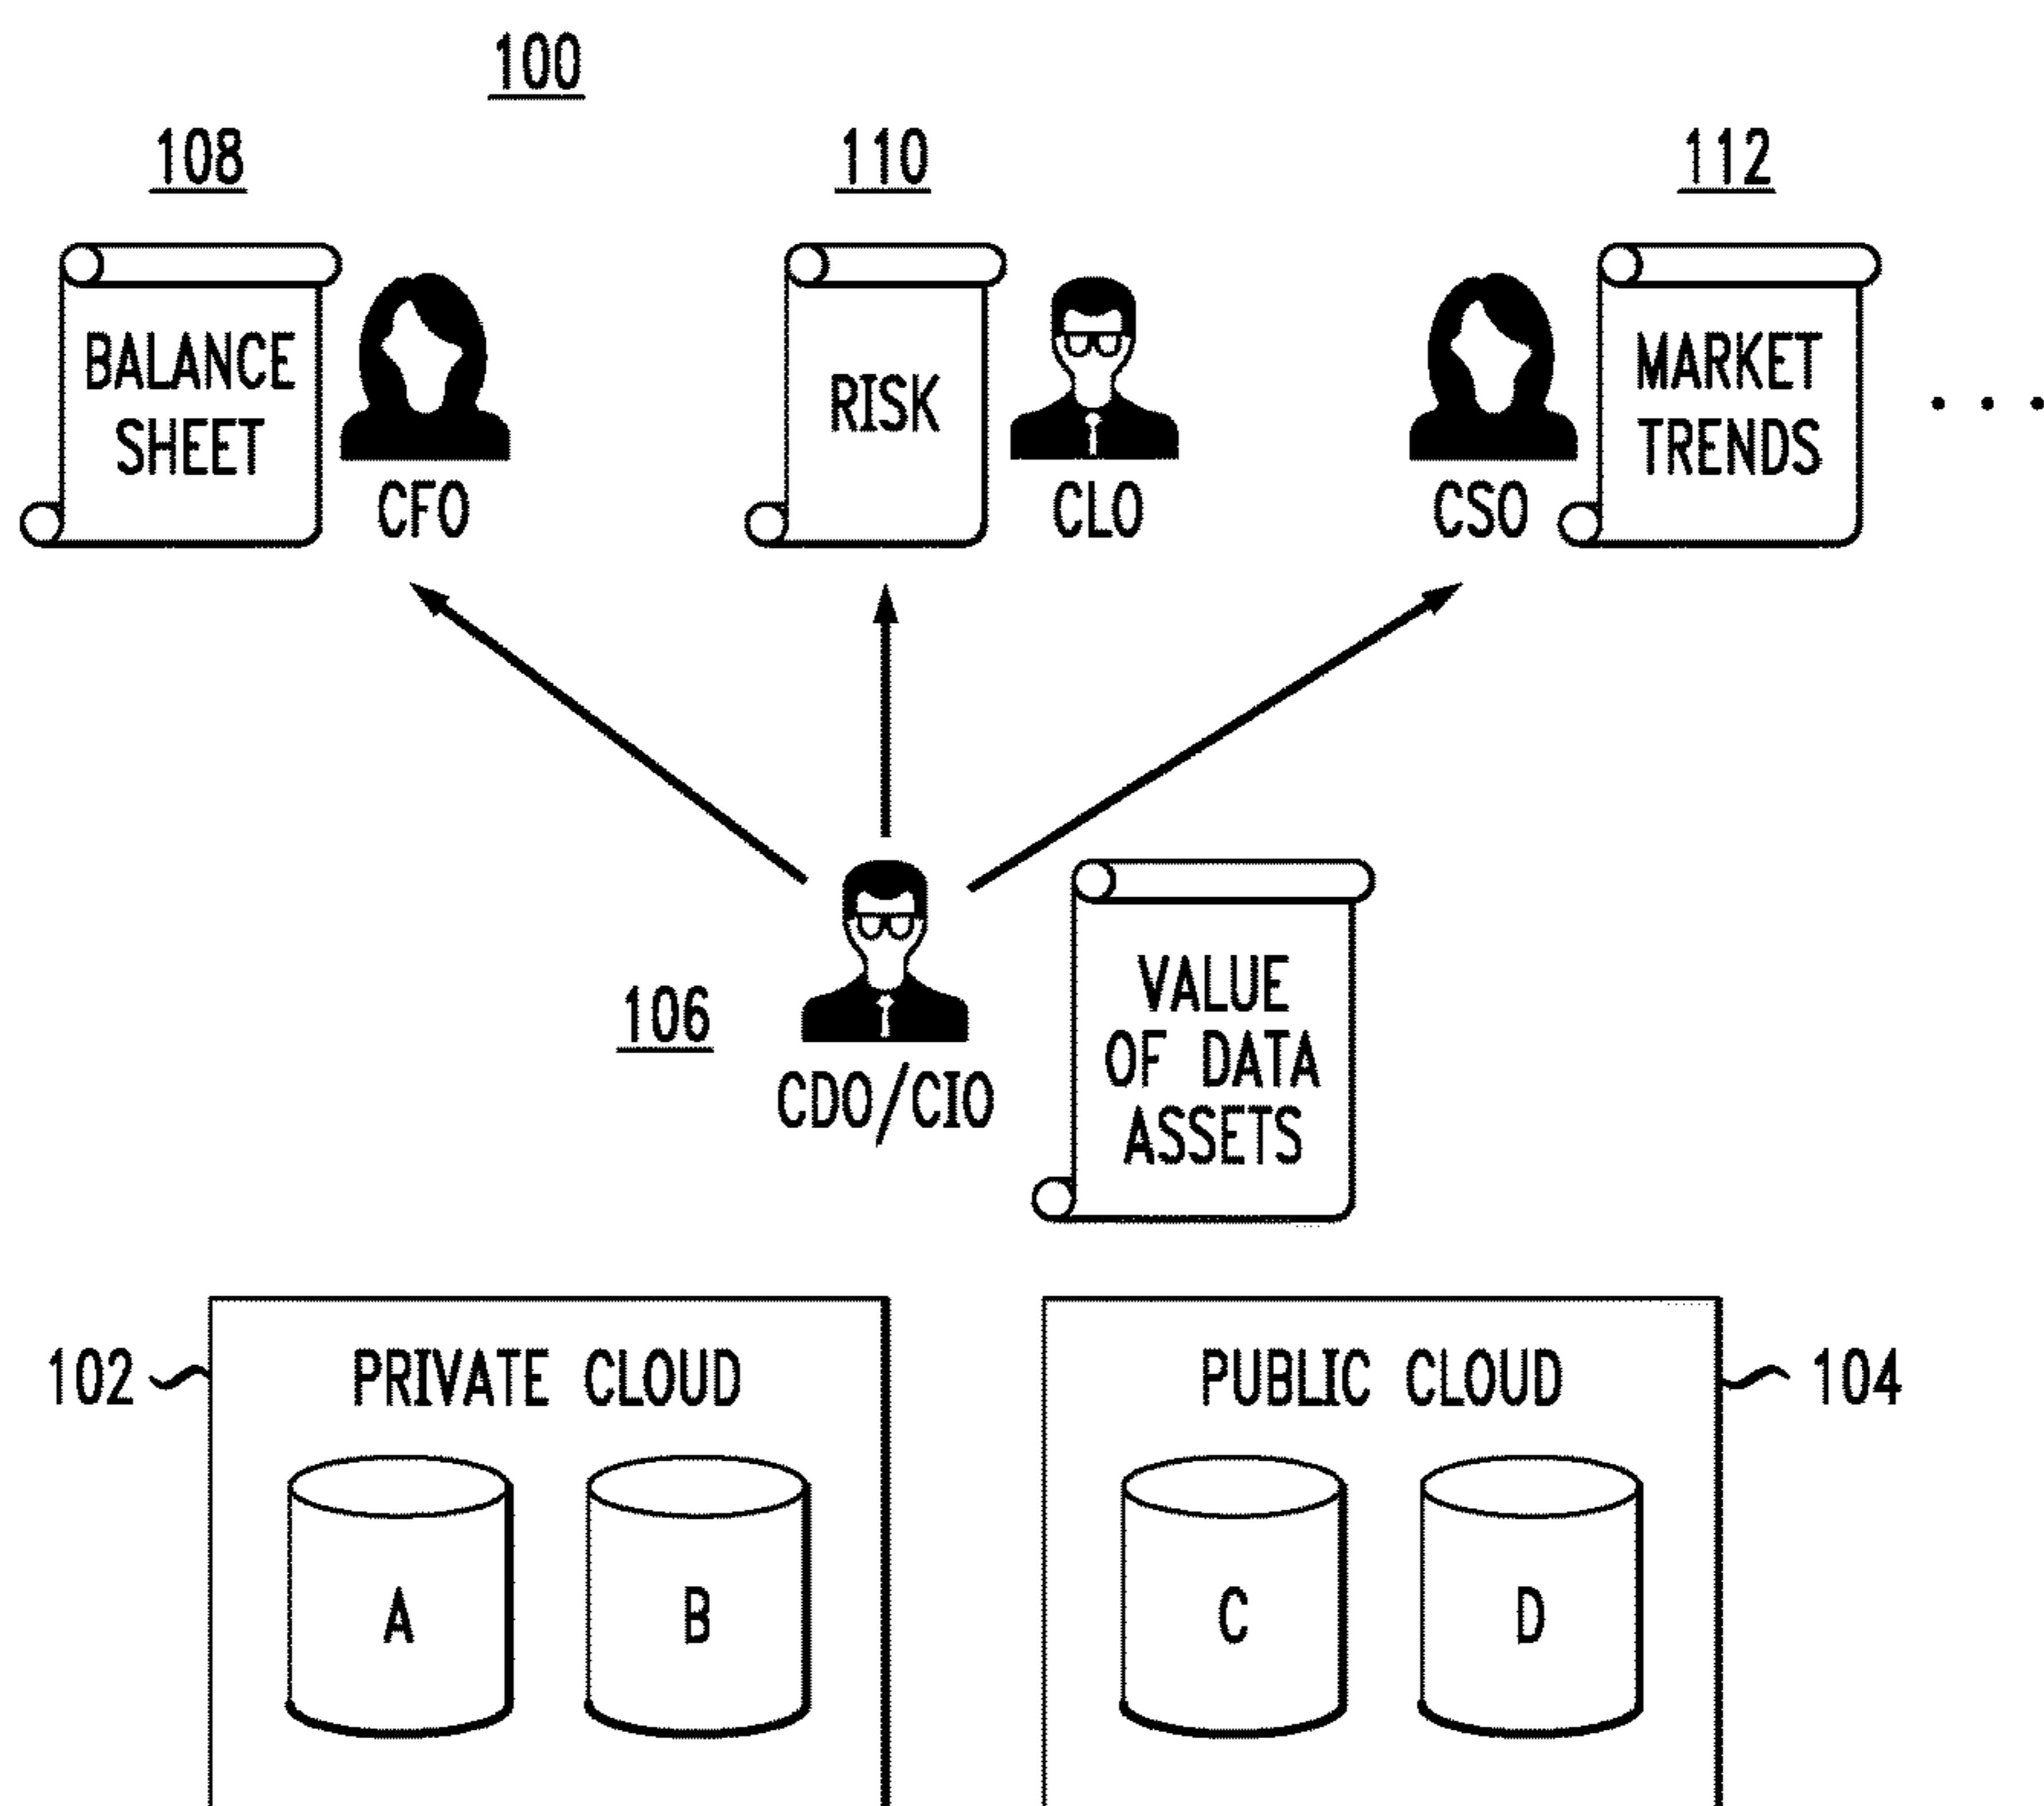 100
108
110
112
BALANCE
SHEET
CFO
RISK
CLO
CSO
MARKET
TRENDS
. . .
106
CDO/CIO
VALUE
OF DATA
ASSETS
102
PRIVATE CLOUD
A
B
PUBLIC CLOUD
104
C
D